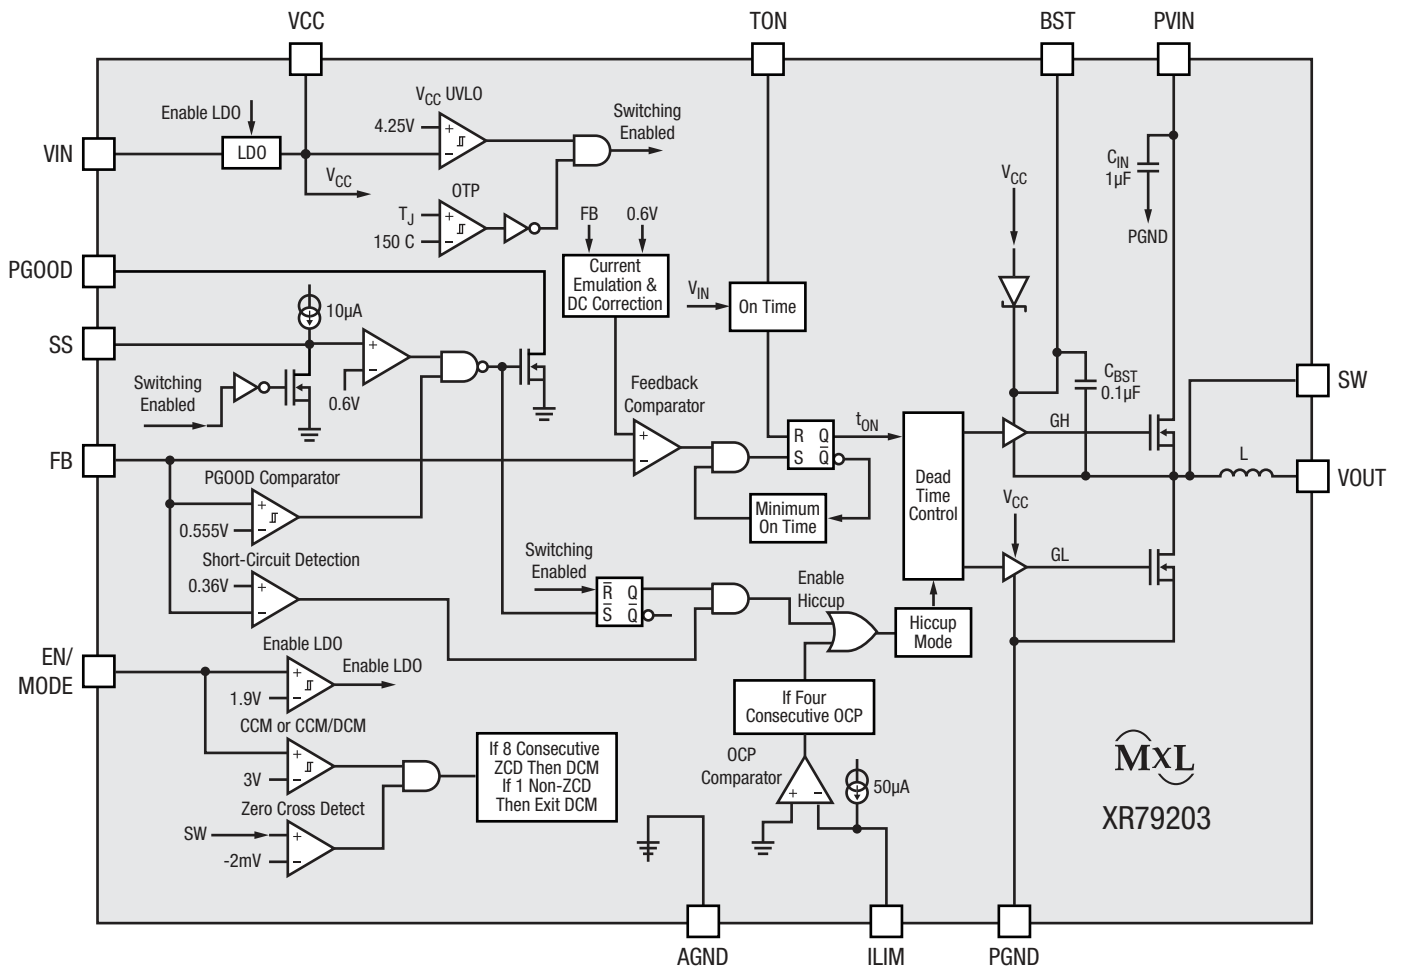 VCC
TON
BST
PVIN
VIN
PGOOD
SS
FB
EN/
MODE
Enable LDO
LDO
VCC
VCC UVLO
4.25V
+
−
Switching
Enabled
OTP
TJ
150 C
+
−
FB
0.6V
Current
Emulation &
DC Correction
VIN
On Time
VCC
CIN
1µF
PGND
10µA
Switching
Enabled
+
−
0.6V
Feedback
Comparator
+
−
R Q
S Q
tON
Minimum
On Time
Dead
Time
Control
CBST
0.1µF
GH
SW
L
VOUT
VCC
GL
PGOOD Comparator
+
−
0.555V
Short-Circuit Detection
0.36V
+
−
Switching
Enabled
R Q
S Q
Enable
Hiccup
Hiccup
Mode
Enable LDO
+
−
1.9V
Enable LDO
CCM or CCM/DCM
+
−
3V
Zero Cross Detect
SW
+
−
-2mV
If 8 Consecutive
ZCD Then DCM
If 1 Non-ZCD
Then Exit DCM
If Four
Consecutive OCP
OCP
Comparator
+ −
50µA
MxL
XR79203
AGND
ILIM
PGND